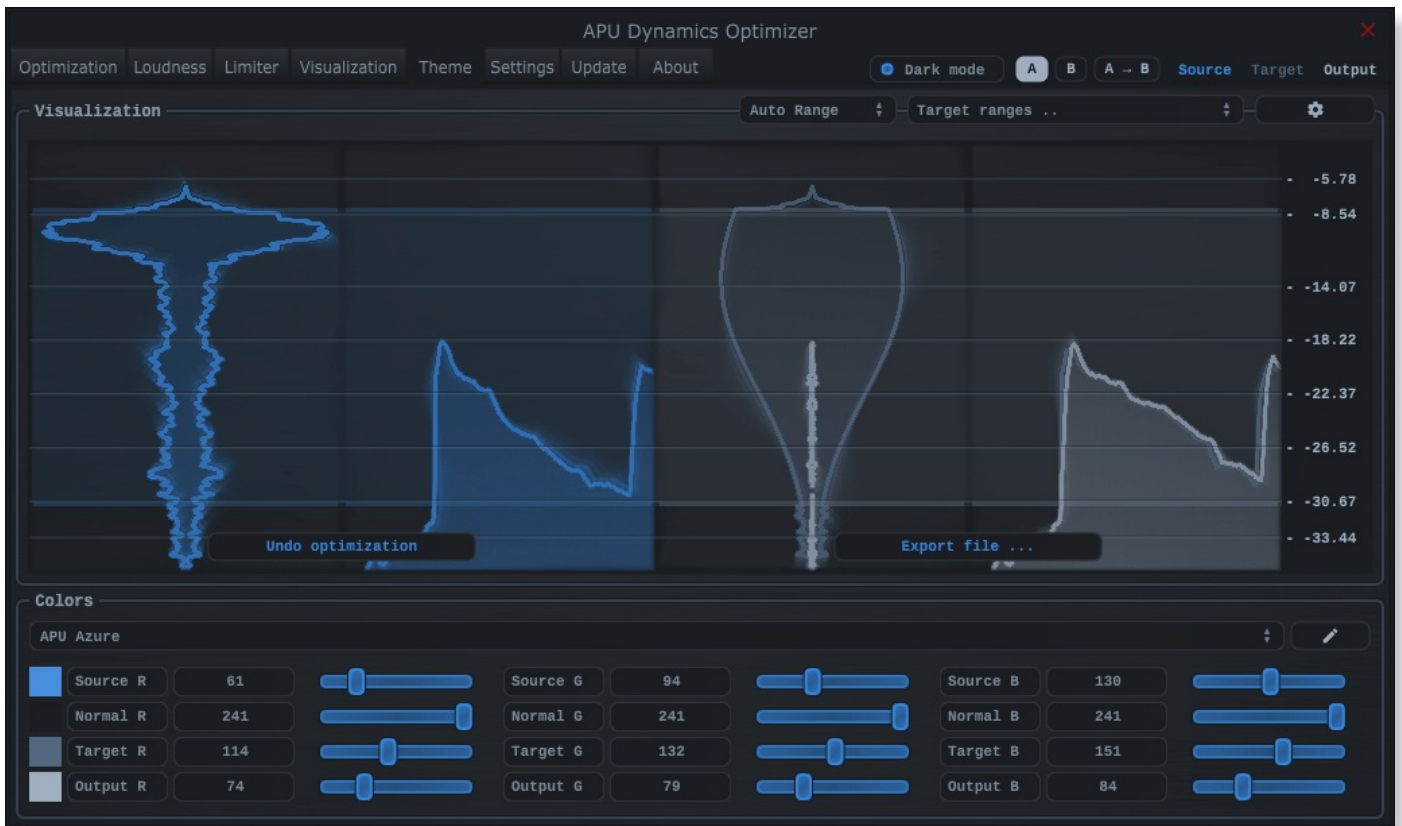 APU Dynamics Optimizer
Optimization Loudness Limiter Visualization Theme Settings Update About Dark mode A B A → B Source Target Output
Visualization Auto Range Target ranges ..
- -5.78
- -8.54
- -14.07
- -18.22
- -22.37
- -26.52
- -30.67
- -33.44
Undo optimization Export file ...
Colors
APU Azure
Source R 61 Source G 94 Source B 130
Normal R 241 Normal G 241 Normal B 241
Target R 114 Target G 132 Target B 151
Output R 74 Output G 79 Output B 84